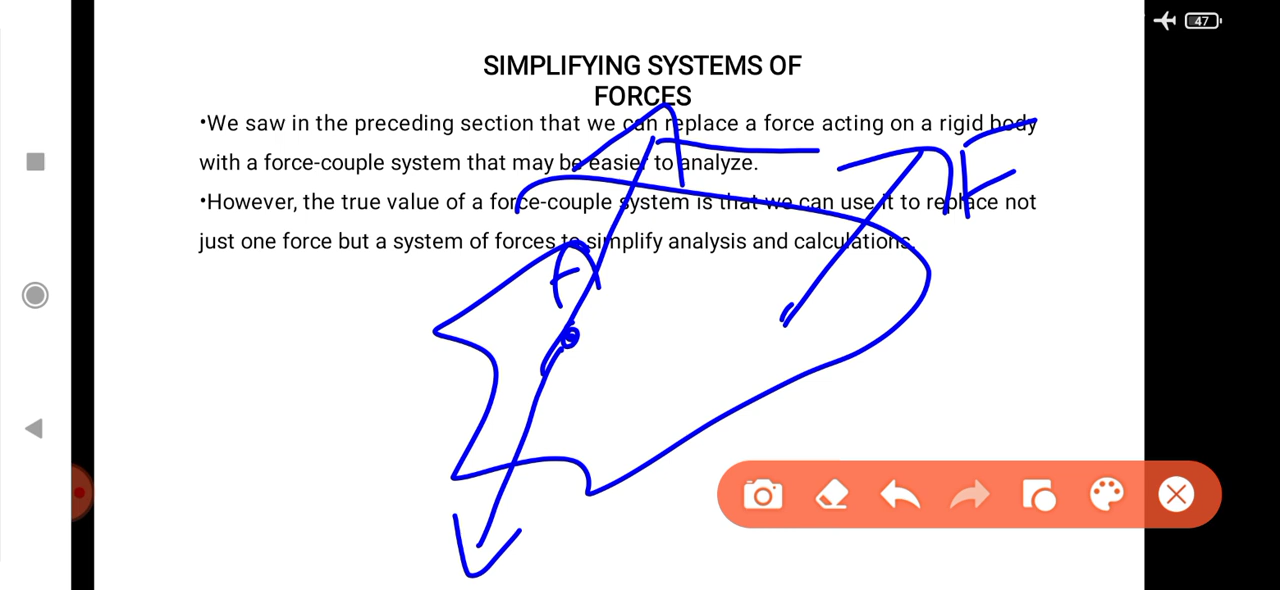 47
SIMPLIFYING SYSTEMS OF
FORCES
•We saw in the preceding section that we can replace a force acting on a rigid body
with a force-couple system that may be easier to analyze.
•However, the true value of a force-couple system is that we can use it to replace not
just one force but a system of forces to simplify analysis and calculations.
F